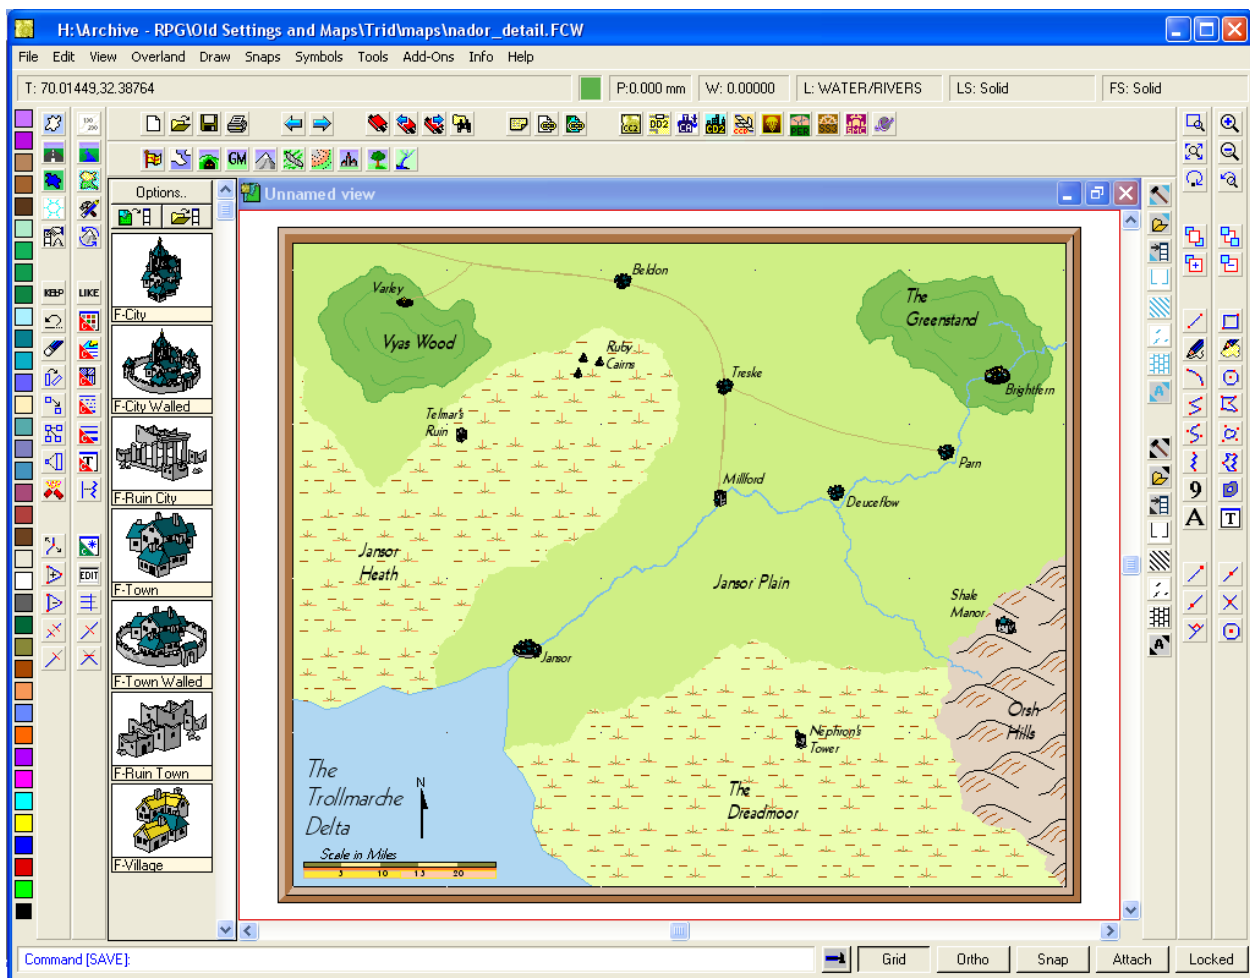 H:\Archive - RPG\Old Settings and Maps\Trid\maps\nador_detail.FCW
File Edit View Overland Draw Snaps Symbols Tools Add-Ons Info Help
T: 70.01449,32.38764 P:0.000 mm W: 0.00000 L: WATER/RIVERS LS: Solid FS: Solid
GM
Options..
Unnamed view
F-City
F-City Walled
F-Ruin City
F-Town
F-Town Walled
F-Ruin Town
F-Village
KEEP LIKE
EDIT
Beldon
Varley
Vyas Wood
The
Greenstand
Brightfern
Ruby
Cairns
Treske
Telmar's
Ruin
Parn
Millford
Deuceflow
Jansor
Heath
Jansor Plain
Shale
Manor
Jansor
Orsh
Hills
Nephron's
Tower
The
Dreadmoor
The
Trollmarche
Delta
N
Scale in Miles
5 10 15 20
Command [SAVE]:
Grid Ortho Snap Attach Locked